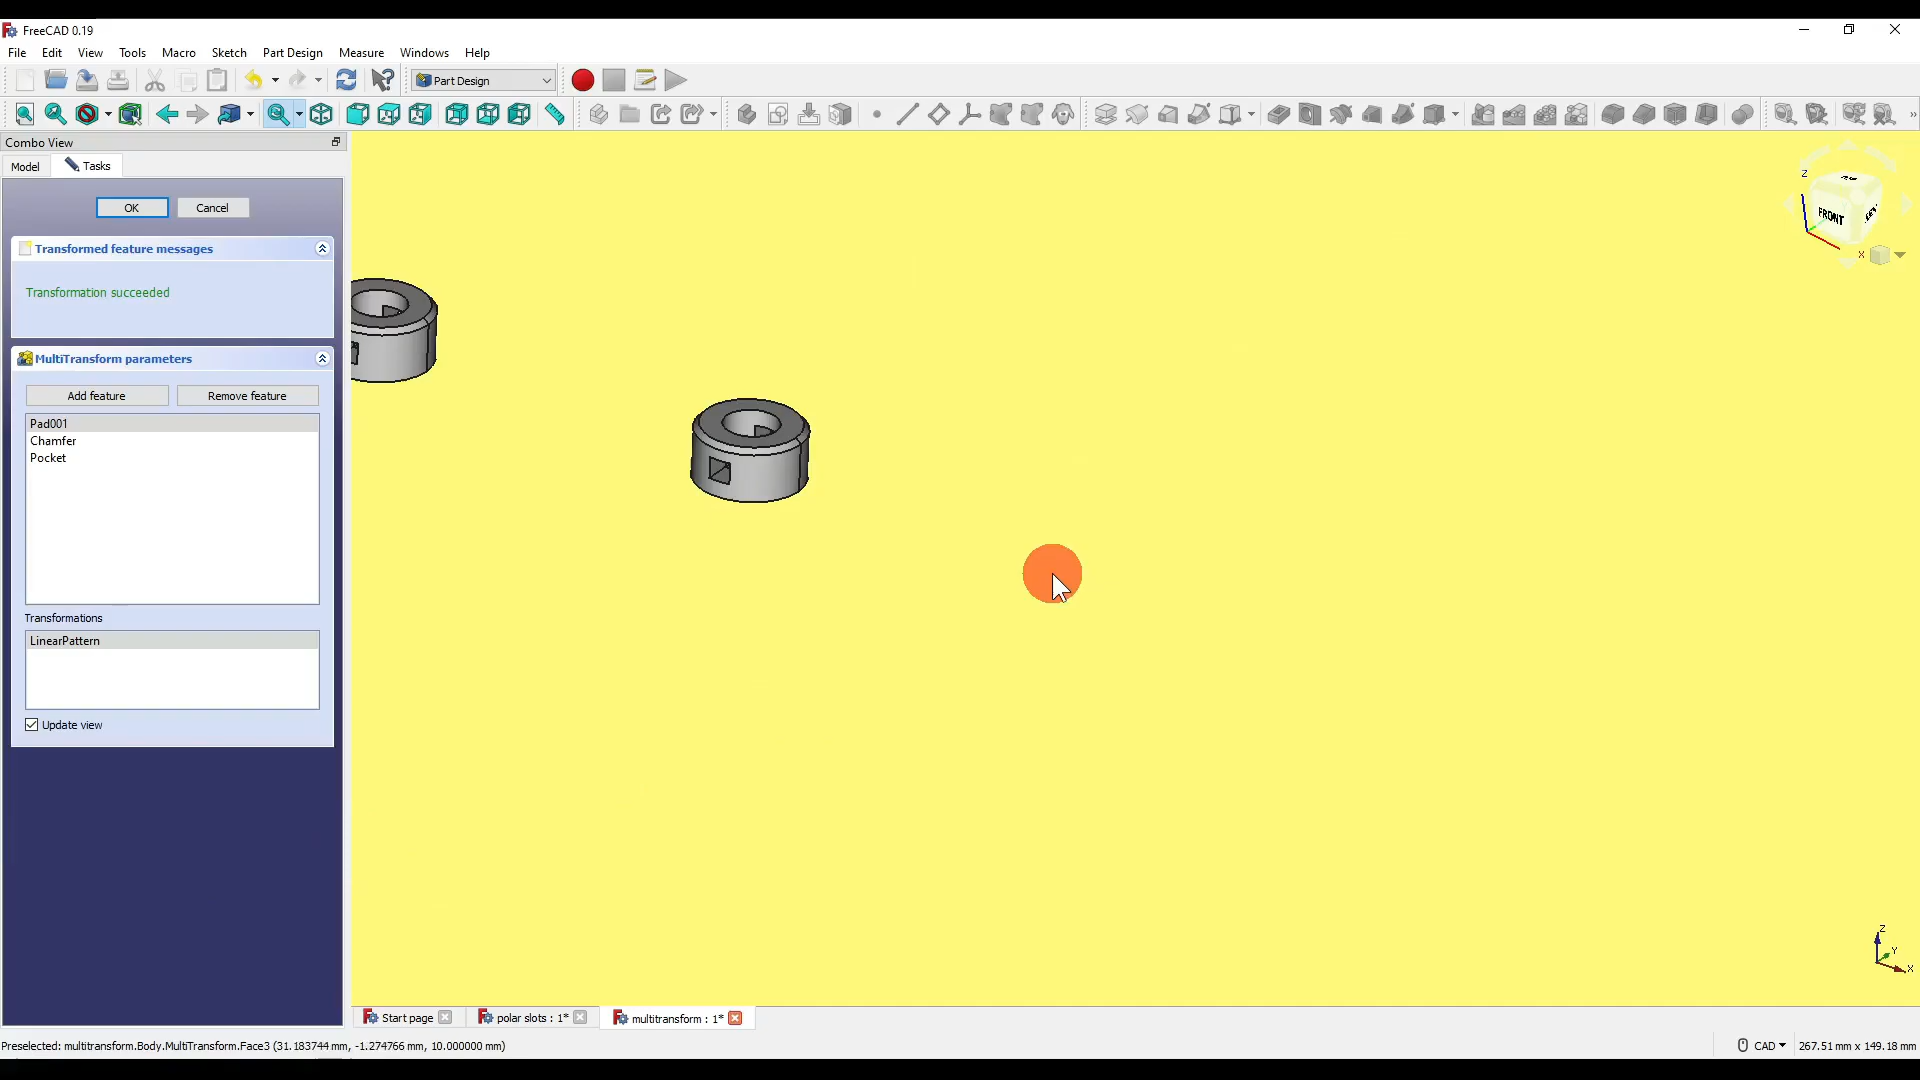 FreeCAD 0.19
File Edit View Tools Macro Sketch Part Design Measure Windows Help
Part Design
Combo View
Model Tasks
OK Cancel
Transformed feature messages
Transformation succeeded
MultiTransform parameters
Add feature Remove feature
Pad001
Chamfer
Pocket
Transformations
LinearPattern
Update view
Z
FRONT
X
Z
Y
X
Start page polar slots : 1* multitransform : 1*
Preselected: multitransform.Body.MultiTransform.Face3 (31.183744 mm, -1.274766 mm, 10.000000 mm) CAD 267.51 mm x 149.18 mm